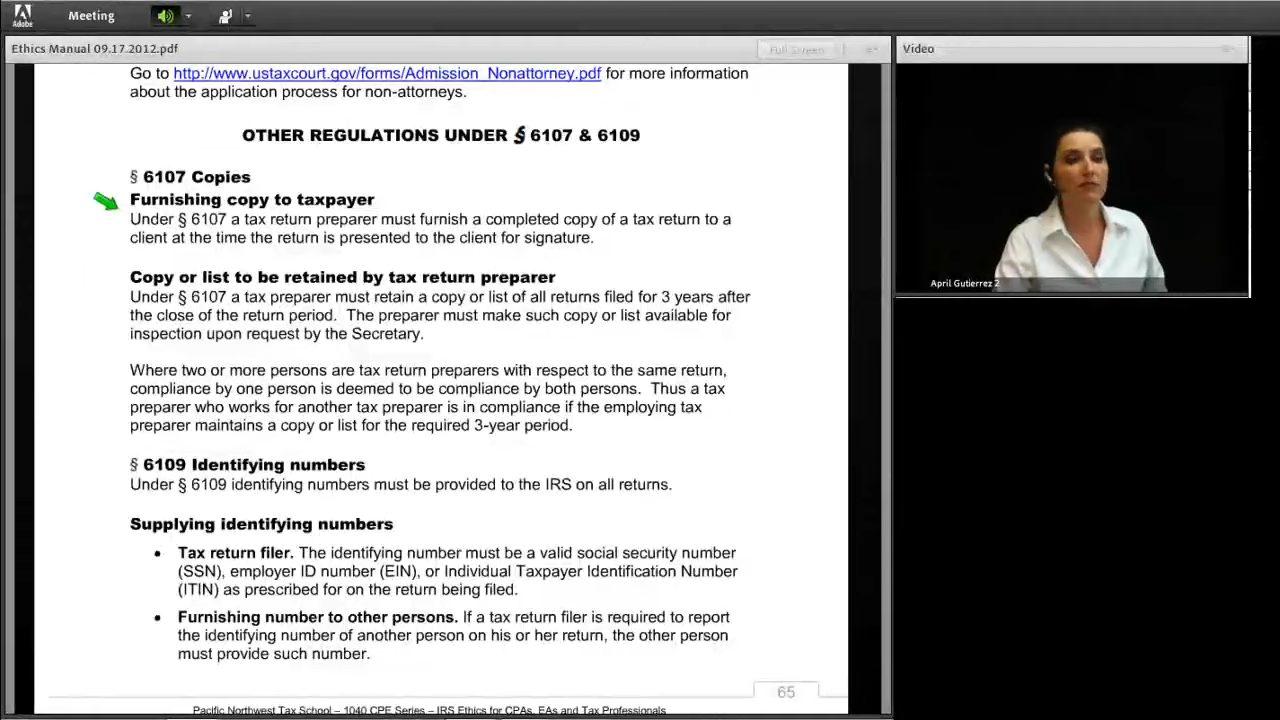 Adobe
Meeting
Ethics Manual 09.17.2012.pdf
Full Screen
Video
Go to http://www.ustaxcourt.gov/forms/Admission_Nonattorney.pdf for more information
about the application process for non-attorneys.
OTHER REGULATIONS UNDER § 6107 & 6109
§ 6107 Copies
Furnishing copy to taxpayer
Under § 6107 a tax return preparer must furnish a completed copy of a tax return to a
client at the time the return is presented to the client for signature.
Copy or list to be retained by tax return preparer
Under § 6107 a tax preparer must retain a copy or list of all returns filed for 3 years after
the close of the return period.  The preparer must make such copy or list available for
inspection upon request by the Secretary.
Where two or more persons are tax return preparers with respect to the same return,
compliance by one person is deemed to be compliance by both persons.  Thus a tax
preparer who works for another tax preparer is in compliance if the employing tax
preparer maintains a copy or list for the required 3-year period.
§ 6109 Identifying numbers
Under § 6109 identifying numbers must be provided to the IRS on all returns.
Supplying identifying numbers
• Tax return filer. The identifying number must be a valid social security number
(SSN), employer ID number (EIN), or Individual Taxpayer Identification Number
(ITIN) as prescribed for on the return being filed.
• Furnishing number to other persons. If a tax return filer is required to report
the identifying number of another person on his or her return, the other person
must provide such number.
65
Pacific Northwest Tax School – 1040 CPE Series – IRS Ethics for CPAs, EAs and Tax Professionals
April Gutierrez 2